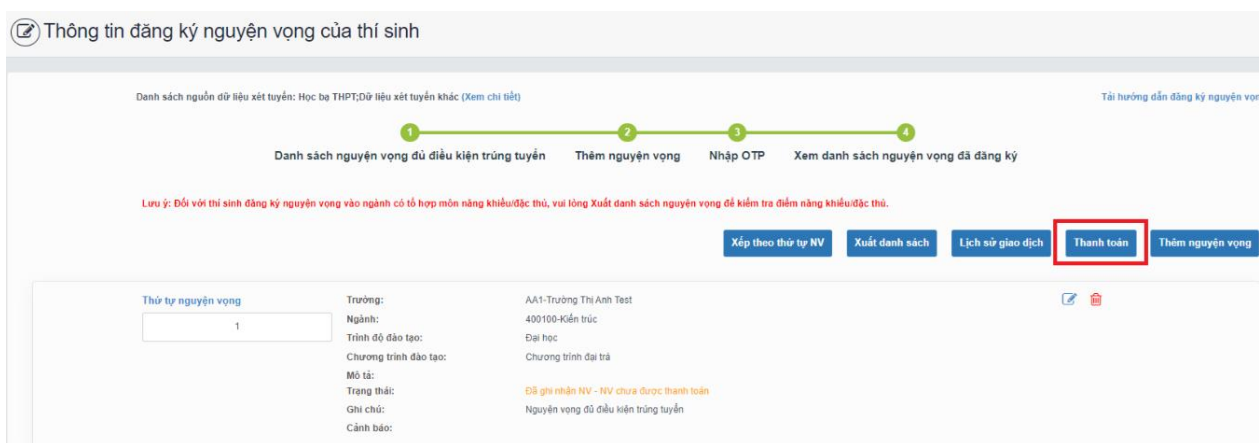 Thông tin đăng ký nguyện vọng của thí sinh
Danh sách nguồn dữ liệu xét tuyển: Học bạ THPT;Dữ liệu xét tuyển khác (Xem chi tiết)
Tải hướng dẫn đăng ký nguyện vọn
1 2 3 4
Danh sách nguyện vọng đủ điều kiện trúng tuyển Thêm nguyện vọng Nhập OTP Xem danh sách nguyện vọng đã đăng ký
Lưu ý: Đối với thí sinh đăng ký nguyện vọng vào ngành có tổ hợp môn năng khiếu/đặc thù, vui lòng Xuất danh sách nguyện vọng để kiểm tra điểm năng khiếu/đặc thù.
Xếp theo thứ tự NV Xuất danh sách Lịch sử giao dịch Thanh toán Thêm nguyện vọng
Thứ tự nguyện vọng
1
Trường: AA1-Trường Thị Anh Test
Ngành: 400100-Kiến trúc
Trình độ đào tạo: Đại học
Chương trình đào tạo: Chương trình đại trà
Mô tả:
Trạng thái: Đã ghi nhận NV - NV chưa được thanh toán
Ghi chú: Nguyện vọng đủ điều kiện trúng tuyển
Cảnh báo: